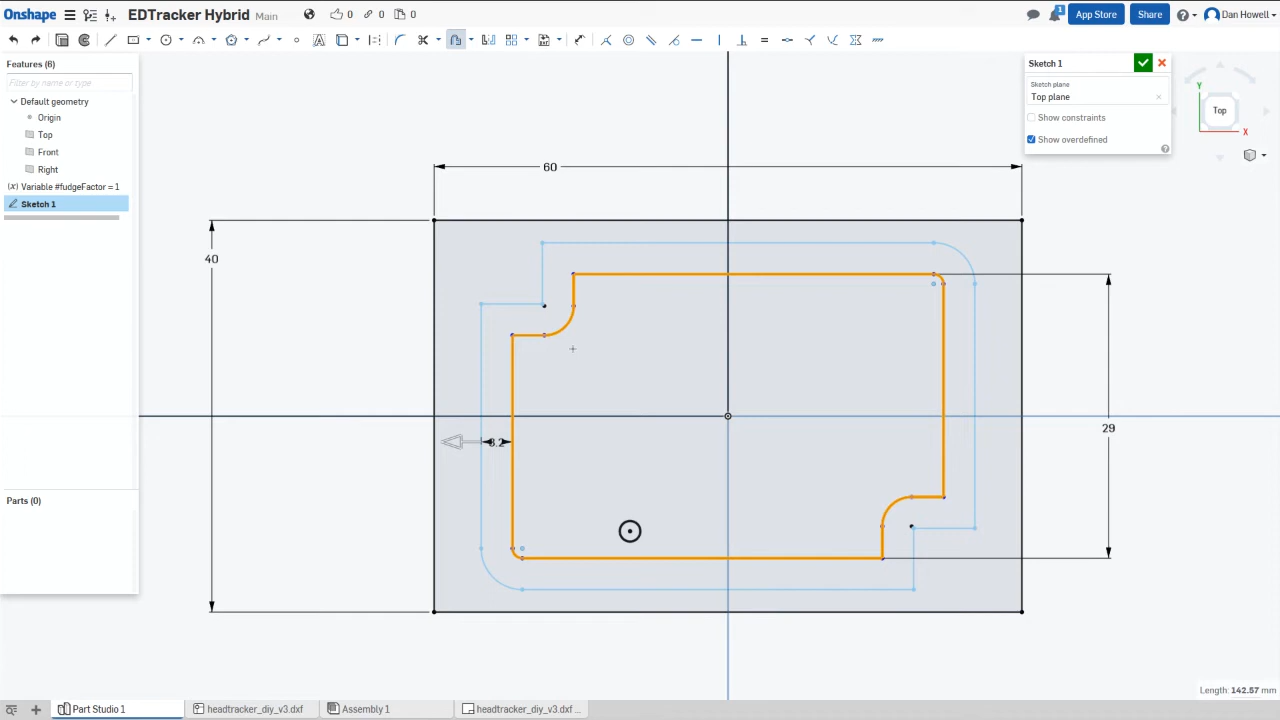 Onshape
EDTracker Hybrid Main
0
0
0
1
App Store
Share
Dan Howell
Features (6)
Filter by name or type
Default geometry
Origin
Top
Front
Right
(x) Variable #fudgeFactor = 1
Sketch 1
Parts (0)
Sketch 1
Sketch plane
Top plane
Show constraints
Show overdefined
Y
Top
X
60
40
29
3.2
Length: 142.57 mm
Part Studio 1
headtracker_diy_v3.dxf
Assembly 1
headtracker_diy_v3.dxf ...